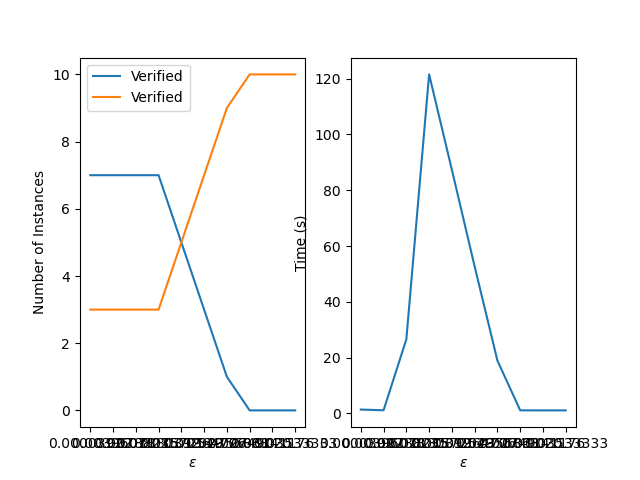 Verified
Verified
10
8
6
4
2
0
Number of Instances
ε
120
100
80
60
40
20
0
Time (s)
ε